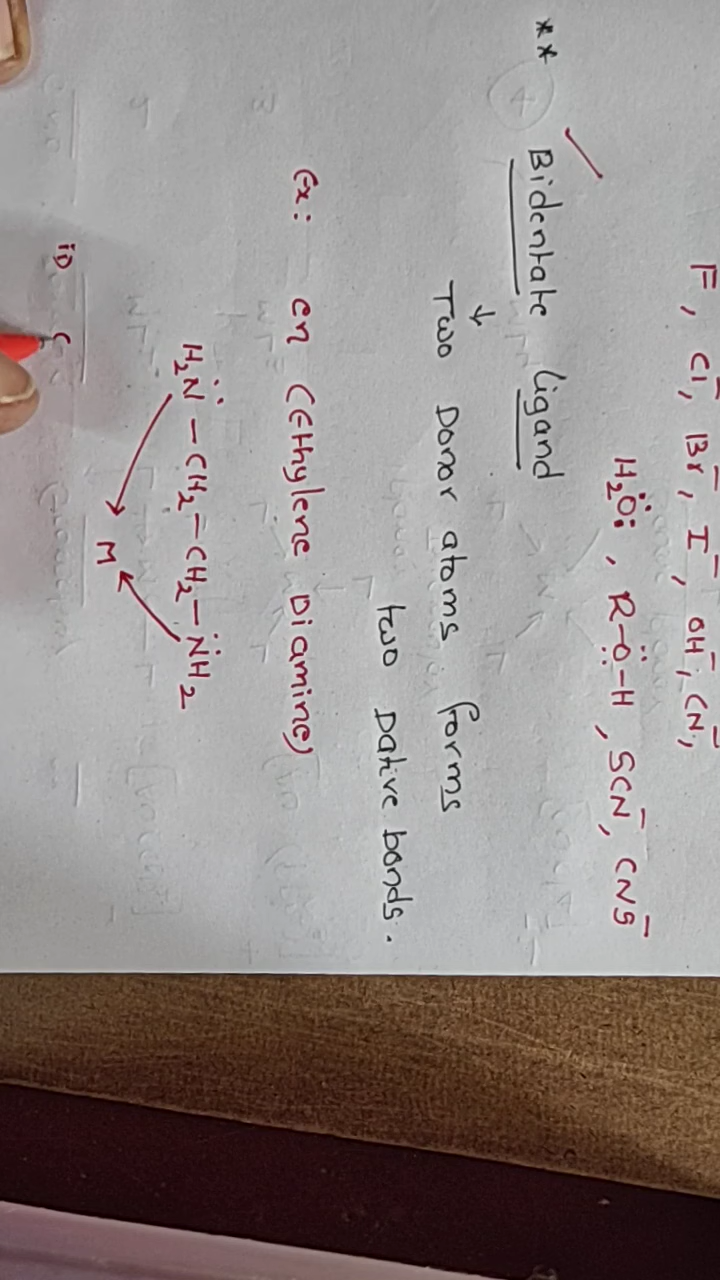 F⁻, Cl⁻, Br⁻, I⁻, OH⁻, CN⁻,
H₂Ö:, R-Ö-H, SCN⁻, CNS⁻
** Bidentate ligand
↓
Two Donor atoms forms
two Dative bonds.
Ex: en (Ethylene Diamine)
H₂N̈ - CH₂ - CH₂ - N̈H₂
M
ii)